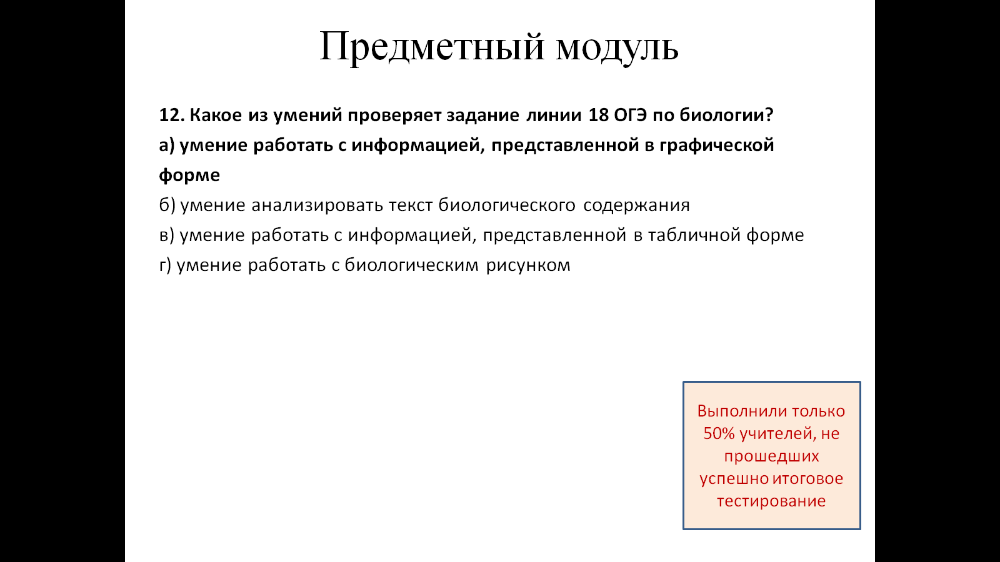 Предметный модуль
12. Какое из умений проверяет задание линии 18 ОГЭ по биологии?
а) умение работать с информацией, представленной в графической
форме
б) умение анализировать текст биологического содержания
в) умение работать с информацией, представленной в табличной форме
г) умение работать с биологическим рисунком
Выполнили только
50% учителей, не
прошедших
успешно итоговое
тестирование